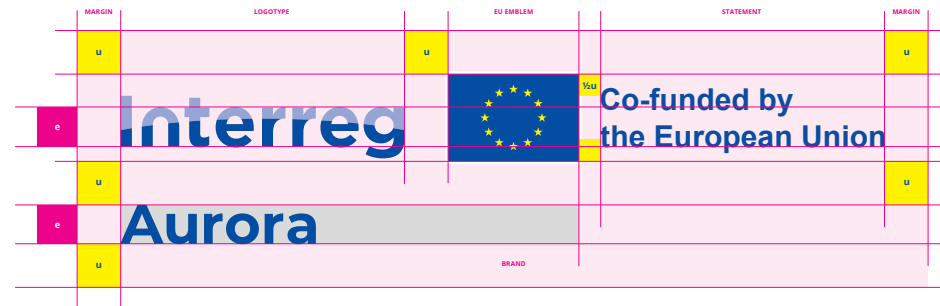 MARGIN LOGOTYPE EU EMBLEM STATEMENT MARGIN
u u u
½u
Interreg Co-funded by
e the European Union
u u
e Aurora
u BRAND